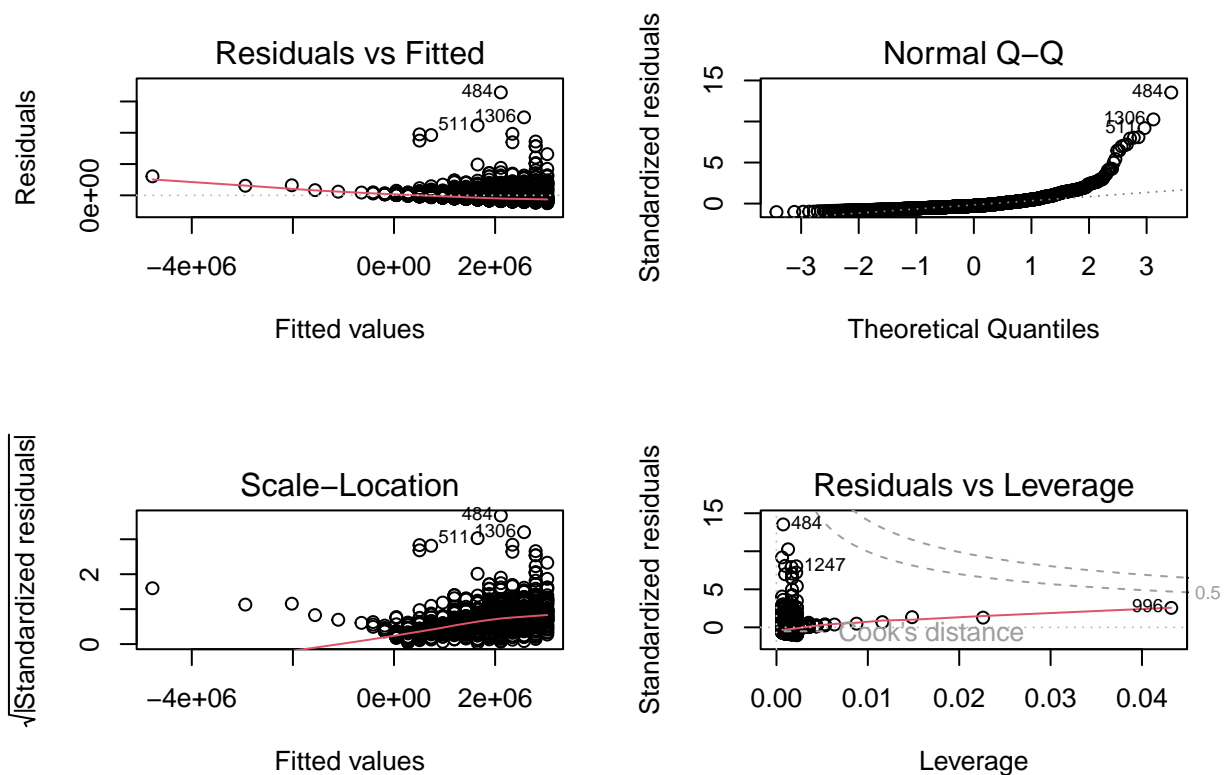 Residuals vs Fitted
Residuals
0e+00
484
1306
511
−4e+06 0e+00 2e+06
Fitted values
Normal Q−Q
Standardized residuals
0 5 15
484
1306
511
−3 −2 −1 0 1 2 3
Theoretical Quantiles
Scale−Location
√|Standardized residuals|
0 2
484
1306
511
−4e+06 0e+00 2e+06
Fitted values
Residuals vs Leverage
Standardized residuals
0 5 15
484
1247
996
0.5
Cook's distance
0.00 0.01 0.02 0.03 0.04
Leverage